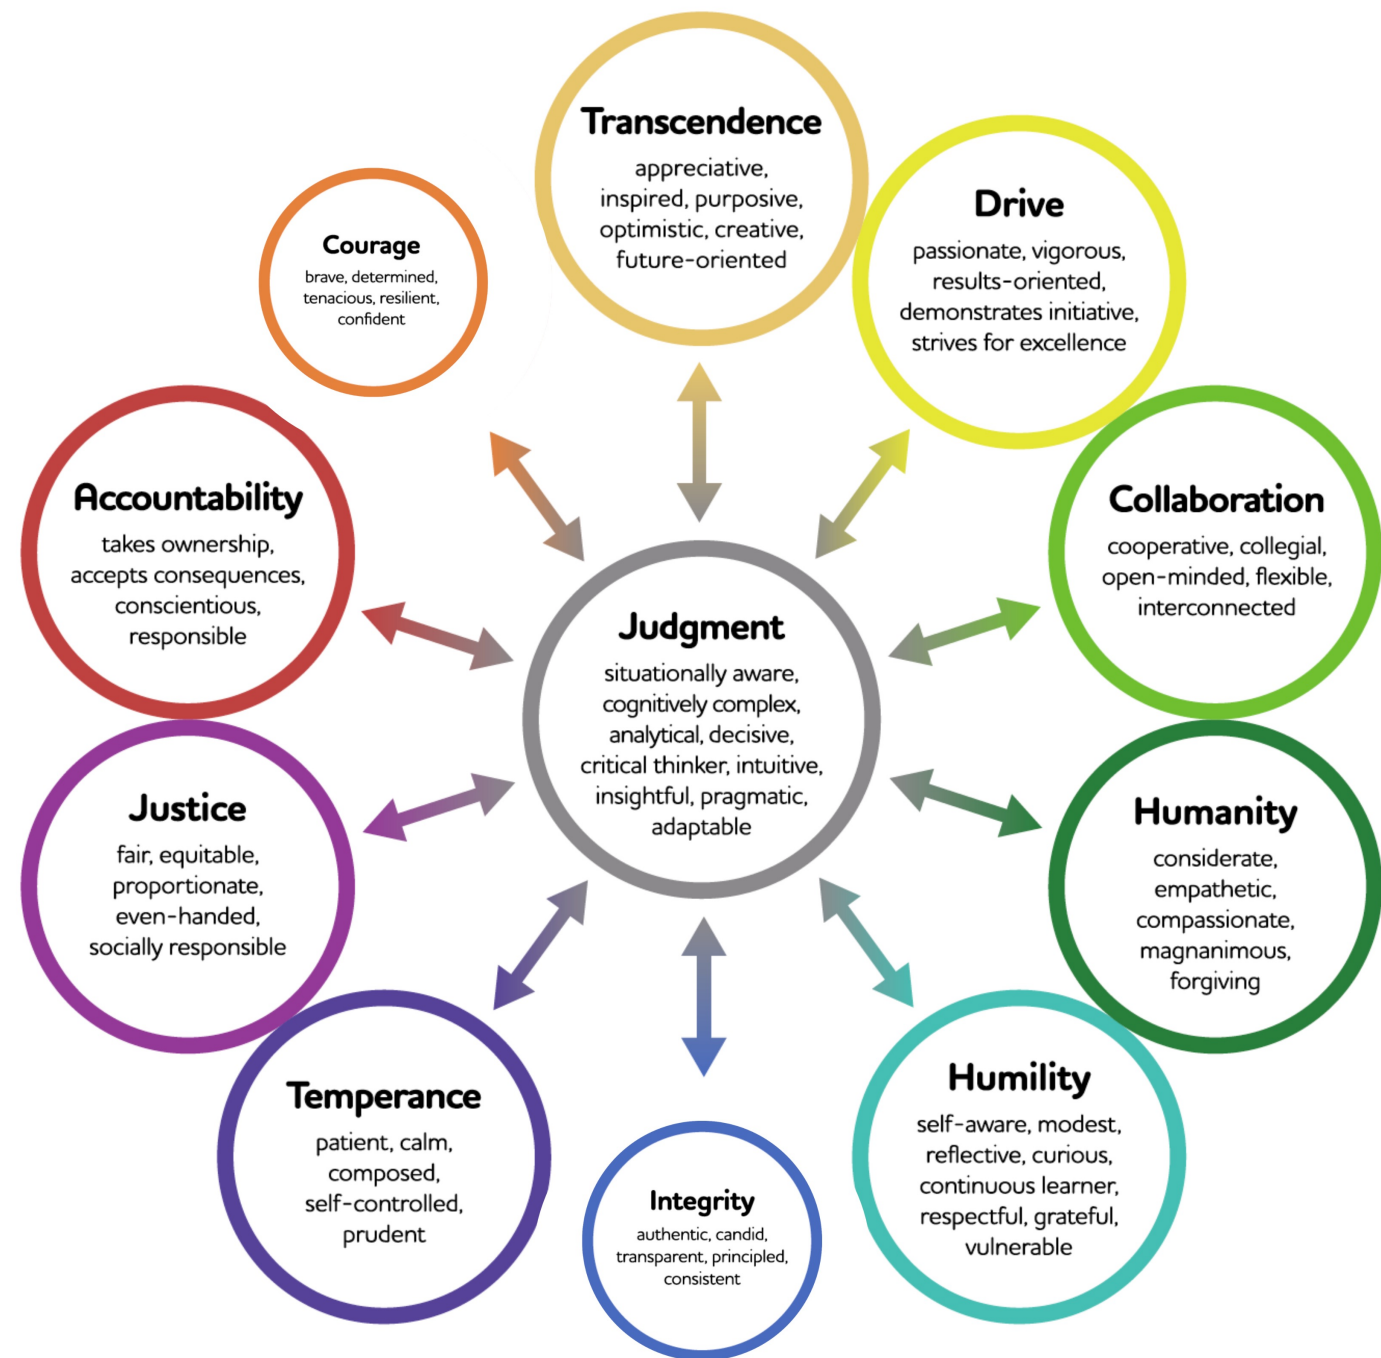 Transcendence
appreciative,
inspired, purposive,
optimistic, creative,
future-oriented
Drive
passionate, vigorous,
results-oriented,
demonstrates initiative,
strives for excellence
Courage
brave, determined,
tenacious, resilient,
confident
Accountability
takes ownership,
accepts consequences,
conscientious,
responsible
Collaboration
cooperative, collegial,
open-minded, flexible,
interconnected
Judgment
situationally aware,
cognitively complex,
analytical, decisive,
critical thinker, intuitive,
insightful, pragmatic,
adaptable
Justice
fair, equitable,
proportionate,
even-handed,
socially responsible
Humanity
considerate,
empathetic,
compassionate,
magnanimous,
forgiving
Temperance
patient, calm,
composed,
self-controlled,
prudent
Integrity
authentic, candid,
transparent, principled,
consistent
Humility
self-aware, modest,
reflective, curious,
continuous learner,
respectful, grateful,
vulnerable